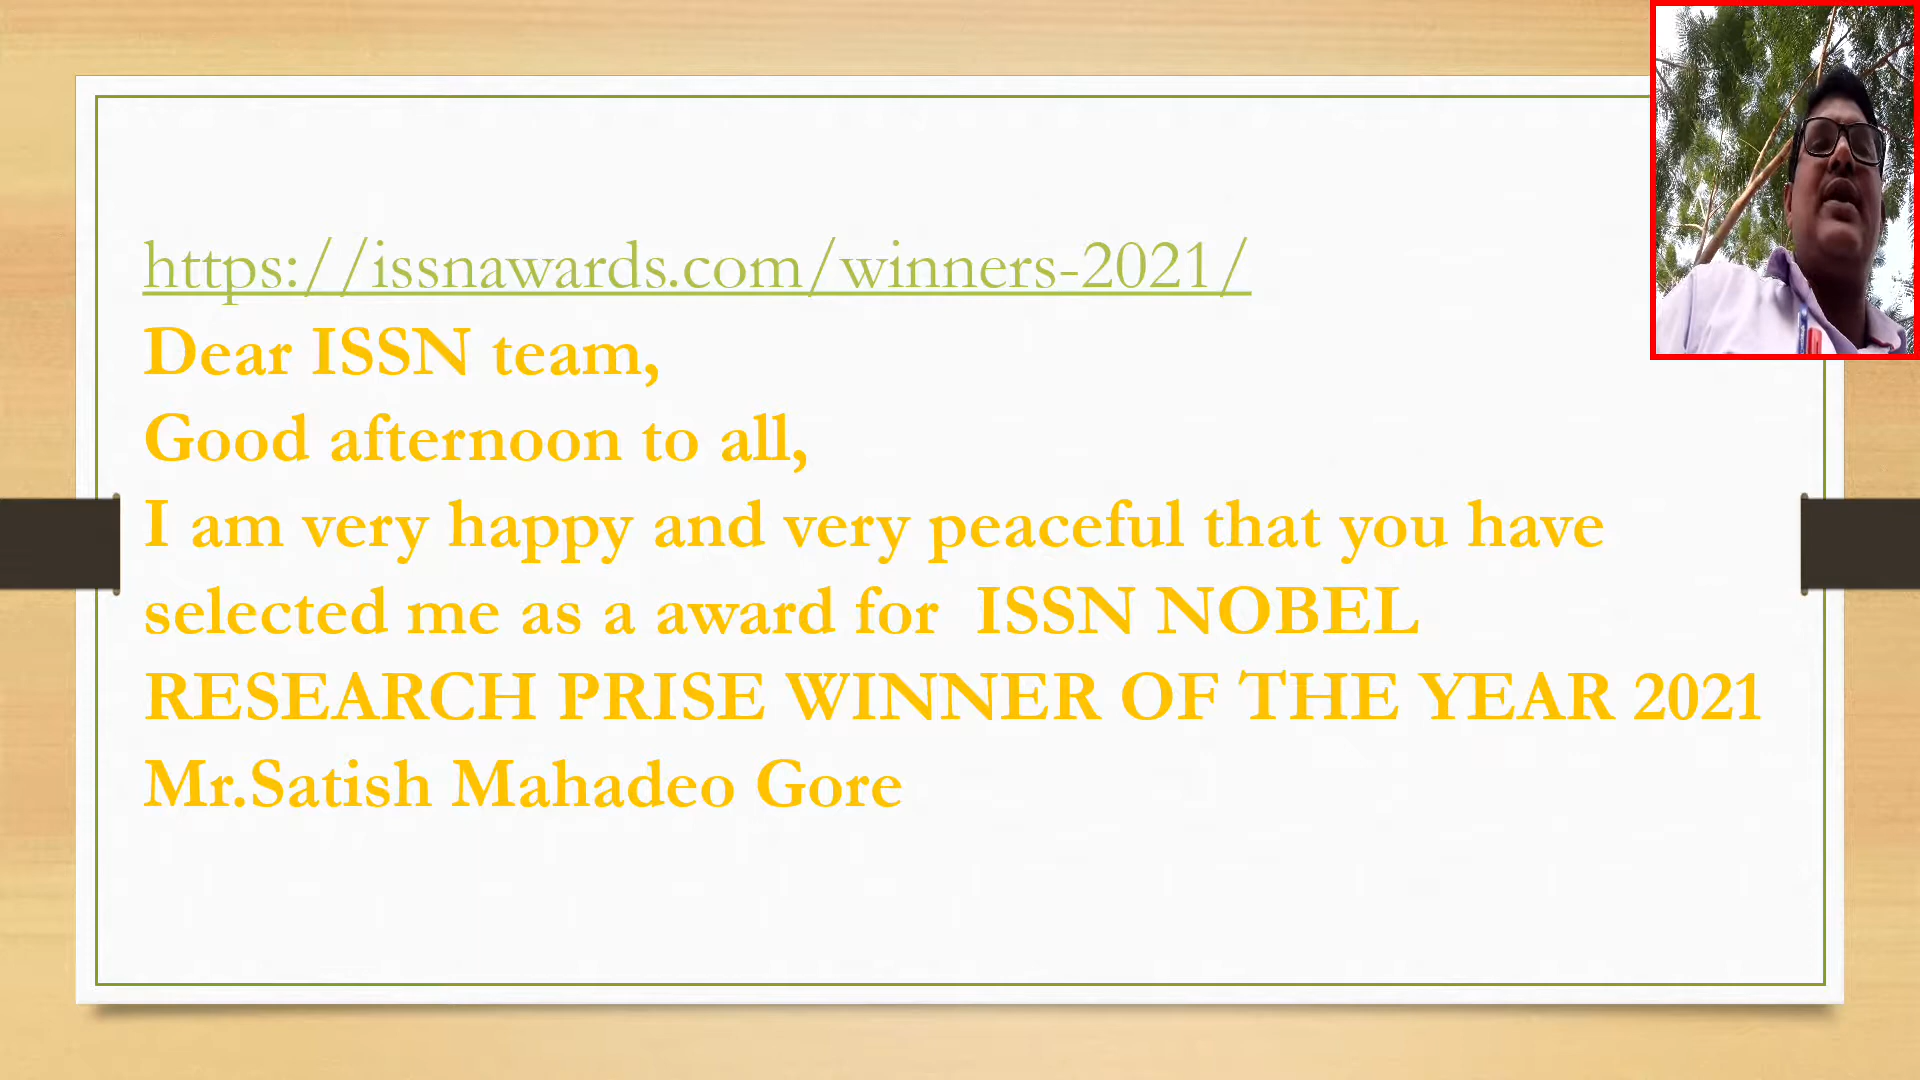 https://issnawards.com/winners-2021/
Dear ISSN team,
Good afternoon to all,
I am very happy and very peaceful that you have
selected me as a award for  ISSN NOBEL
RESEARCH PRISE WINNER OF THE YEAR 2021
Mr.Satish Mahadeo Gore